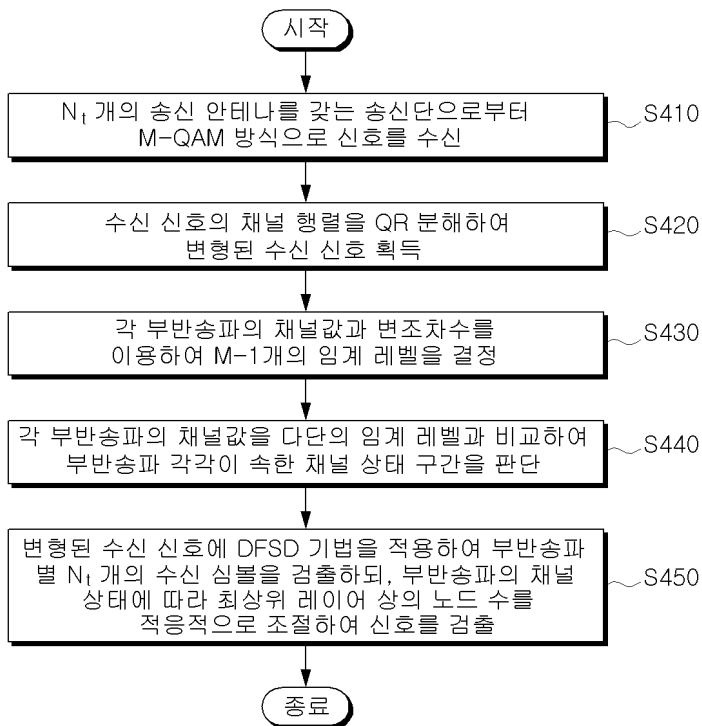 시작
Nt 개의 송신 안테나를 갖는 송신단으로부터
M-QAM 방식으로 신호를 수신
S410
수신 신호의 채널 행렬을 QR 분해하여
변형된 수신 신호 획득
S420
각 부반송파의 채널값과 변조차수를
이용하여 M-1개의 임계 레벨을 결정
S430
각 부반송파의 채널값을 다단의 임계 레벨과 비교하여
부반송파 각각이 속한 채널 상태 구간을 판단
S440
변형된 수신 신호에 DFSD 기법을 적용하여 부반송파
별 Nt 개의 수신 심볼을 검출하되, 부반송파의 채널
상태에 따라 최상위 레이어 상의 노드 수를
적응적으로 조절하여 신호를 검출
S450
종료